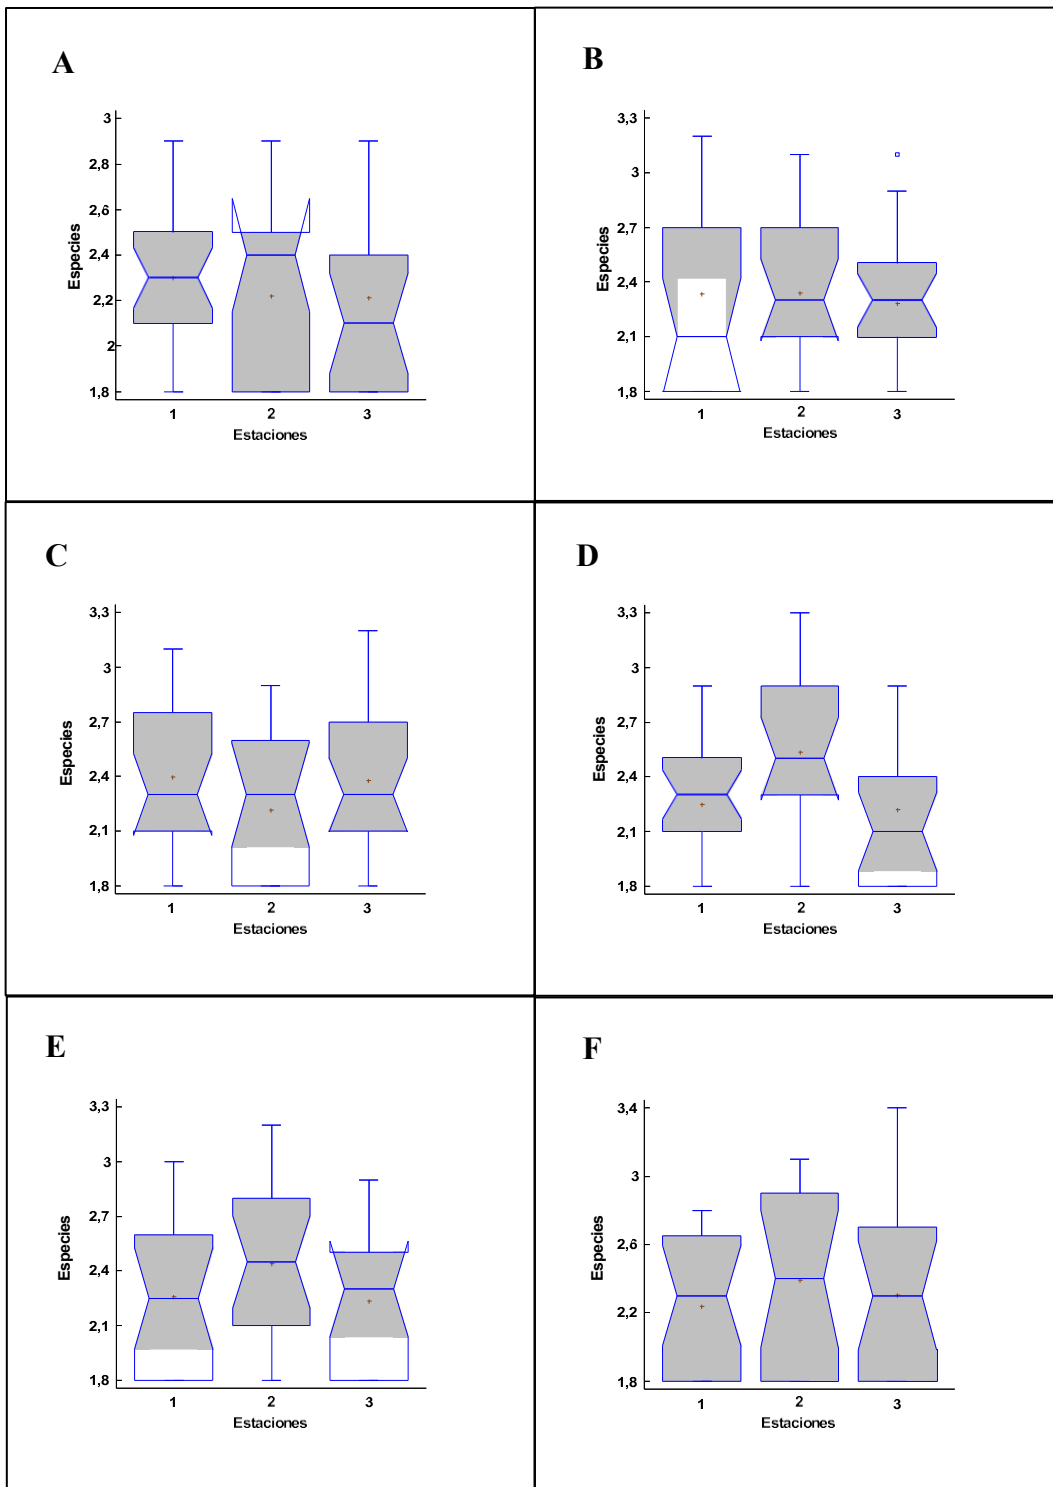 A
3
2,8
2,6
2,4
2,2
2
1,8
Especies
1 2 3
Estaciones
B
3,3
3
2,7
2,4
2,1
1,8
Especies
1 2 3
Estaciones
C
3,3
3
2,7
2,4
2,1
1,8
Especies
1 2 3
Estaciones
D
3,3
3
2,7
2,4
2,1
1,8
Especies
1 2 3
Estaciones
E
3,3
3
2,7
2,4
2,1
1,8
Especies
1 2 3
Estaciones
F
3,4
3
2,6
2,2
1,8
Especies
1 2 3
Estaciones